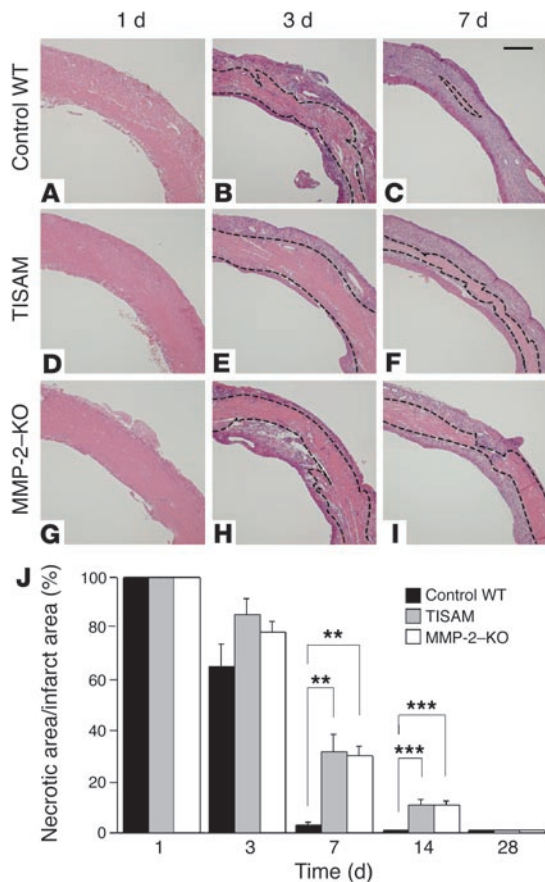 1 d 3 d 7 d
Control WT
A B C
TISAM
D E F
MMP-2–KO
G H I
J
100
80
60
40
20
0
Necrotic area/infarct area (%)
Control WT
TISAM
MMP-2–KO
** ***
** ***
1 3 7 14 28
Time (d)